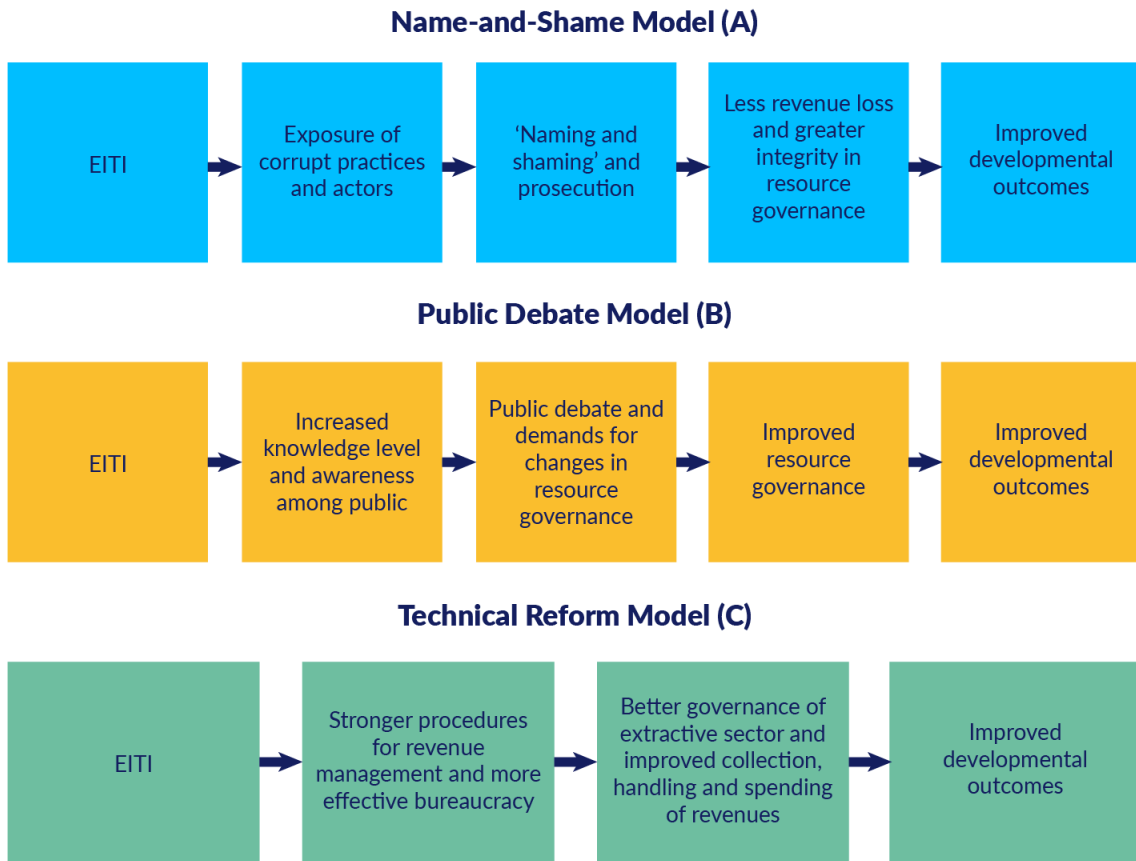 Name-and-Shame Model (A)
EITI
Exposure of
corrupt practices
and actors
‘Naming and
shaming’ and
prosecution
Less revenue loss
and greater
integrity in
resource
governance
Improved
developmental
outcomes
Public Debate Model (B)
EITI
Increased
knowledge level
and awareness
among public
Public debate and
demands for
changes in
resource
governance
Improved
resource
governance
Improved
developmental
outcomes
Technical Reform Model (C)
EITI
Stronger procedures
for revenue
management and more
effective bureaucracy
Better governance of
extractive sector and
improved collection,
handling and spending
of revenues
Improved
developmental
outcomes